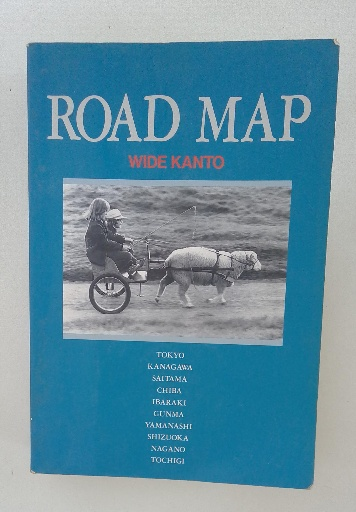 ROAD MAP
WIDE KANTO
TOKYO
KANAGAWA
SAITAMA
CHIBA
IBARAKI
GUNMA
YAMANASHI
SHIZUOKA
NAGANO
TOCHIGI